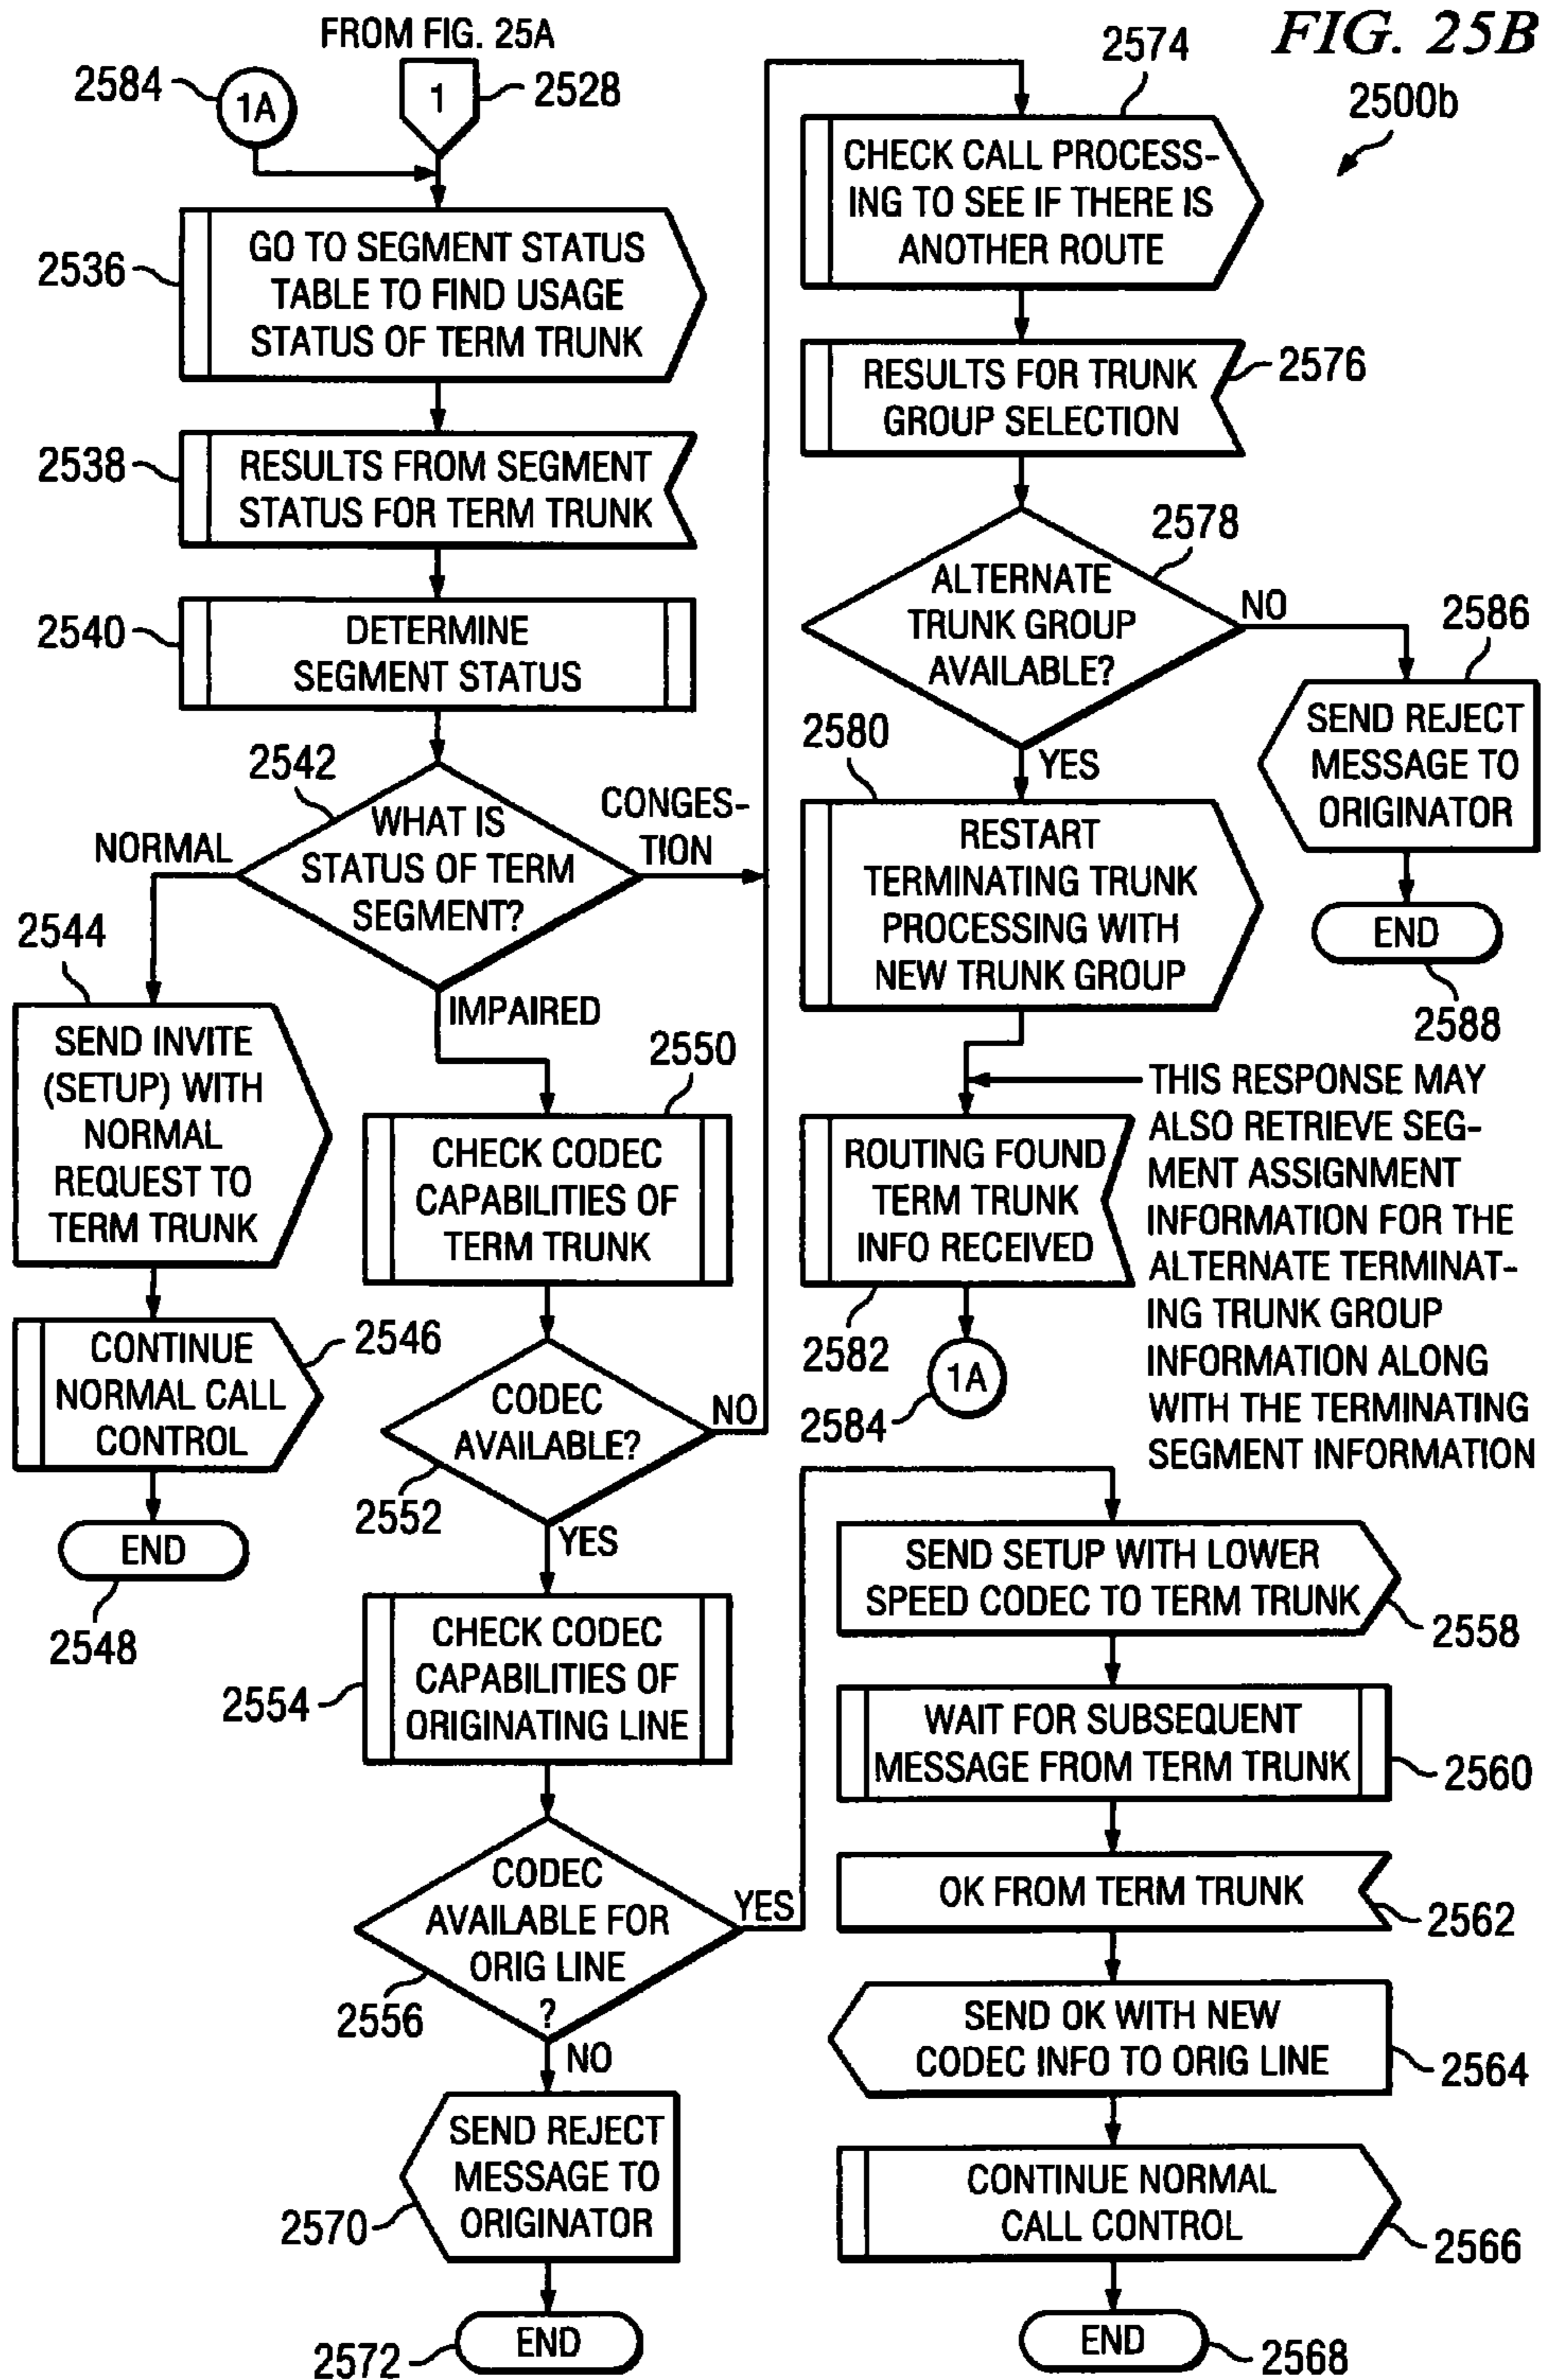 FIG. 25B
2500b
FROM FIG. 25A
2584
1A
1
2528
2536
GO TO SEGMENT STATUS
TABLE TO FIND USAGE
STATUS OF TERM TRUNK
2538
RESULTS FROM SEGMENT
STATUS FOR TERM TRUNK
2540
DETERMINE
SEGMENT STATUS
2542
WHAT IS
STATUS OF TERM
SEGMENT?
NORMAL
CONGES-
TION
IMPAIRED
2544
SEND INVITE
(SETUP) WITH
NORMAL
REQUEST TO
TERM TRUNK
2546
CONTINUE
NORMAL CALL
CONTROL
END
2548
2550
CHECK CODEC
CAPABILITIES OF
TERM TRUNK
CODEC
AVAILABLE?
NO
2552
YES
CHECK CODEC
CAPABILITIES OF
ORIGINATING LINE
2554
CODEC
AVAILABLE FOR
ORIG LINE
?
YES
2556
NO
SEND REJECT
MESSAGE TO
ORIGINATOR
2570
END
2572
2574
CHECK CALL PROCESS-
ING TO SEE IF THERE IS
ANOTHER ROUTE
RESULTS FOR TRUNK
GROUP SELECTION
2576
2578
ALTERNATE
TRUNK GROUP
AVAILABLE?
NO
YES
2586
SEND REJECT
MESSAGE TO
ORIGINATOR
END
2588
2580
RESTART
TERMINATING TRUNK
PROCESSING WITH
NEW TRUNK GROUP
THIS RESPONSE MAY
ALSO RETRIEVE SEG-
MENT ASSIGNMENT
INFORMATION FOR THE
ALTERNATE TERMINAT-
ING TRUNK GROUP
INFORMATION ALONG
WITH THE TERMINATING
SEGMENT INFORMATION
ROUTING FOUND
TERM TRUNK
INFO RECEIVED
2582
1A
2584
SEND SETUP WITH LOWER
SPEED CODEC TO TERM TRUNK
2558
WAIT FOR SUBSEQUENT
MESSAGE FROM TERM TRUNK
2560
OK FROM TERM TRUNK
2562
SEND OK WITH NEW
CODEC INFO TO ORIG LINE
2564
CONTINUE NORMAL
CALL CONTROL
2566
END
2568